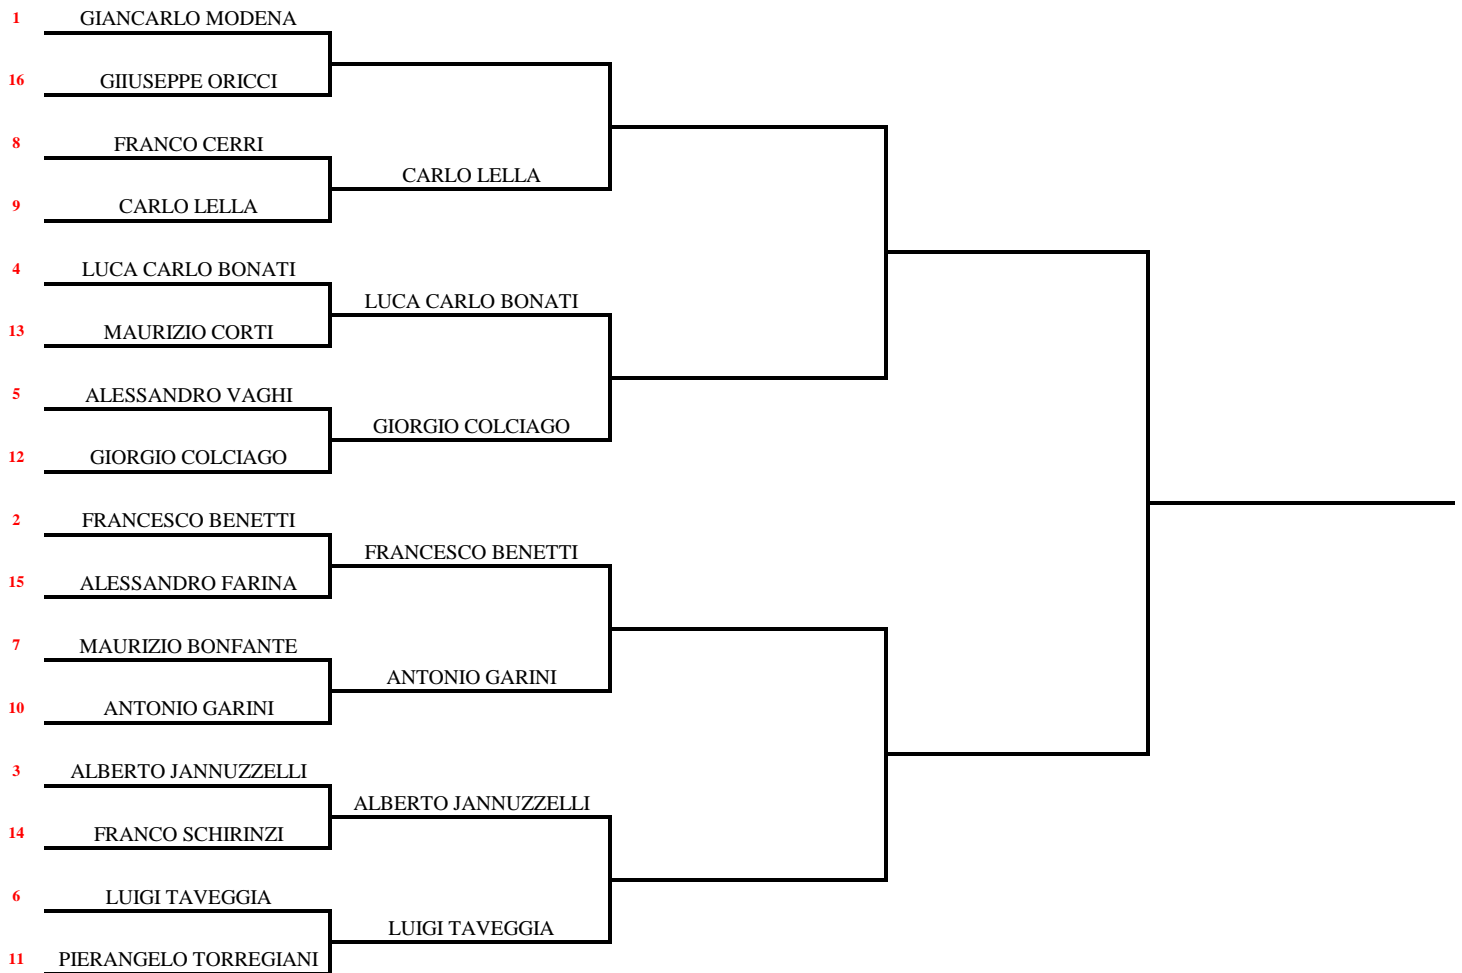 1 GIANCARLO MODENA
16 GIIUSEPPE ORICCI
8 FRANCO CERRI
CARLO LELLA
9 CARLO LELLA
4 LUCA CARLO BONATI
LUCA CARLO BONATI
13 MAURIZIO CORTI
5 ALESSANDRO VAGHI
GIORGIO COLCIAGO
12 GIORGIO COLCIAGO
2 FRANCESCO BENETTI
FRANCESCO BENETTI
15 ALESSANDRO FARINA
7 MAURIZIO BONFANTE
ANTONIO GARINI
10 ANTONIO GARINI
3 ALBERTO JANNUZZELLI
ALBERTO JANNUZZELLI
14 FRANCO SCHIRINZI
6 LUIGI TAVEGGIA
LUIGI TAVEGGIA
11 PIERANGELO TORREGIANI